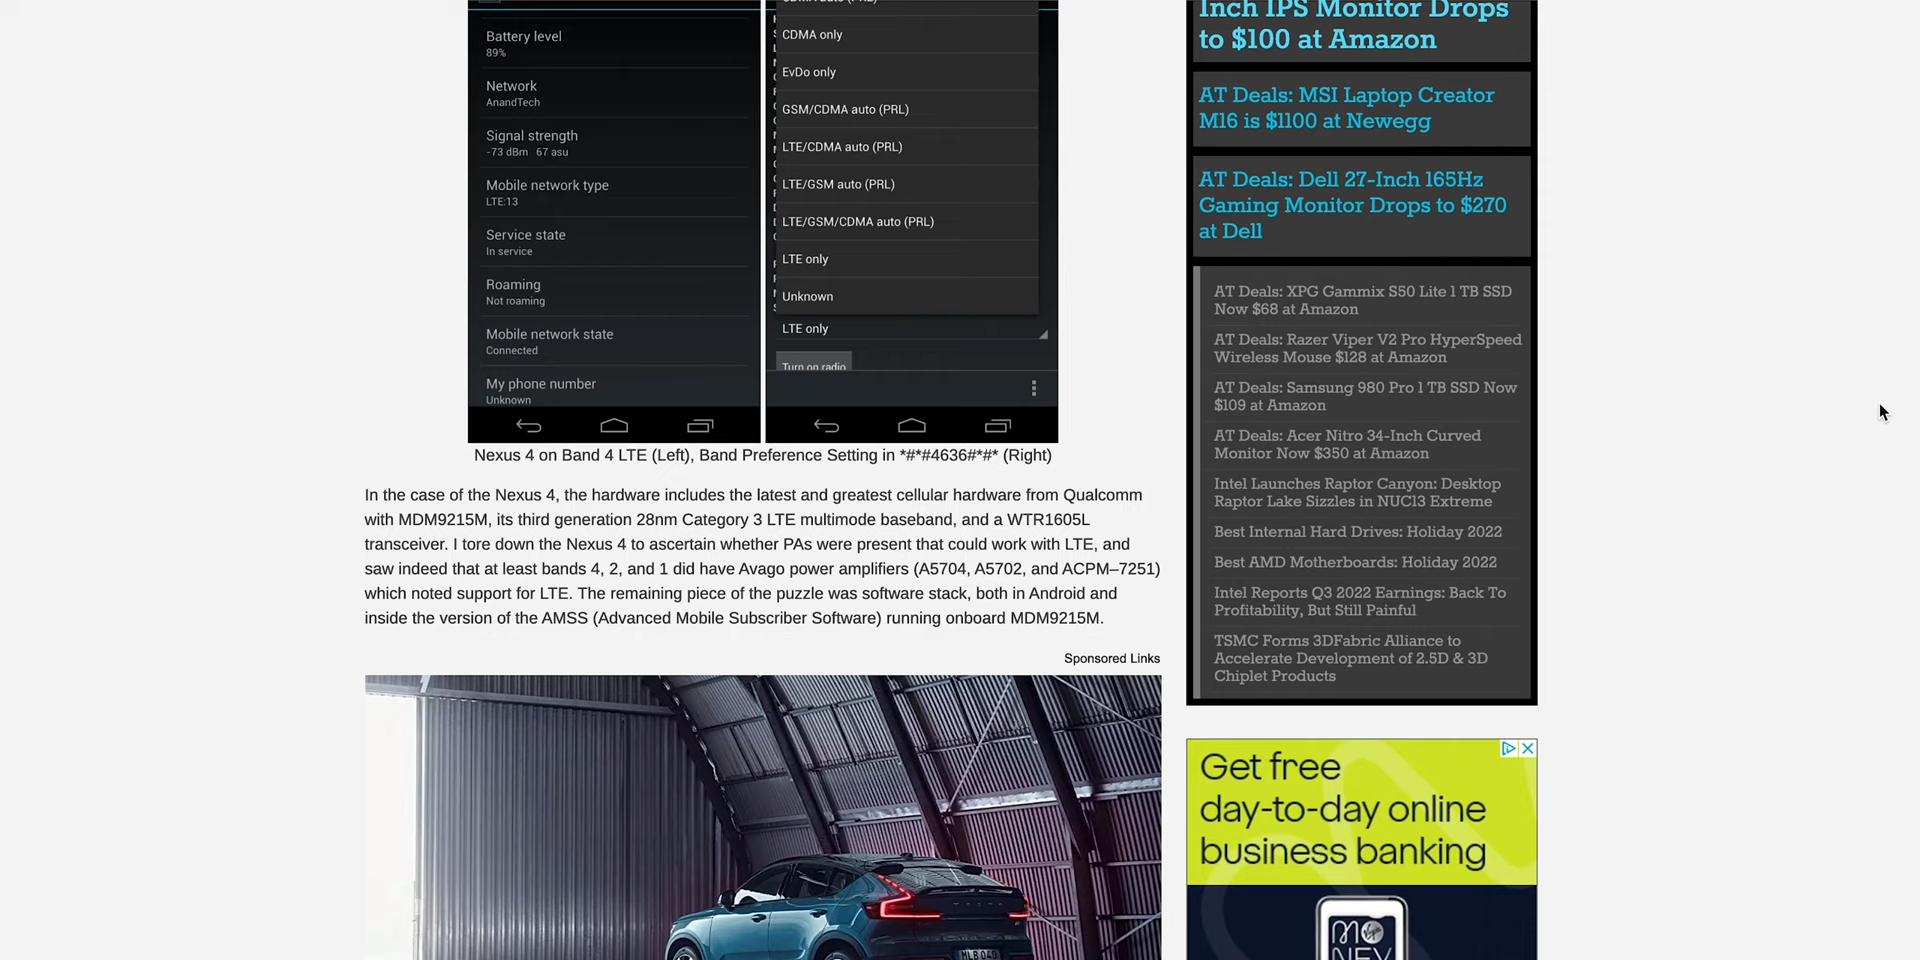 Battery level
89%
Network
AnandTech
Signal strength
-73 dBm 67 asu
Mobile network type
LTE:13
Service state
In service
Roaming
Not roaming
Mobile network state
Connected
My phone number
Unknown
CDMA only
EvDo only
GSM/CDMA auto (PRL)
LTE/CDMA auto (PRL)
LTE/GSM auto (PRL)
LTE/GSM/CDMA auto (PRL)
LTE only
Unknown
LTE only
Turn on radio
Nexus 4 on Band 4 LTE (Left), Band Preference Setting in *#*#4636#*#* (Right)
In the case of the Nexus 4, the hardware includes the latest and greatest cellular hardware from Qualcomm
with MDM9215M, its third generation 28nm Category 3 LTE multimode baseband, and a WTR1605L
transceiver. I tore down the Nexus 4 to ascertain whether PAs were present that could work with LTE, and
saw indeed that at least bands 4, 2, and 1 did have Avago power amplifiers (A5704, A5702, and ACPM–7251)
which noted support for LTE. The remaining piece of the puzzle was software stack, both in Android and
inside the version of the AMSS (Advanced Mobile Subscriber Software) running onboard MDM9215M.
Sponsored Links
Inch IPS Monitor Drops
to $100 at Amazon
AT Deals: MSI Laptop Creator
M16 is $1100 at Newegg
AT Deals: Dell 27-Inch 165Hz
Gaming Monitor Drops to $270
at Dell
AT Deals: XPG Gammix S50 Lite 1 TB SSD
Now $68 at Amazon
AT Deals: Razer Viper V2 Pro HyperSpeed
Wireless Mouse $128 at Amazon
AT Deals: Samsung 980 Pro 1 TB SSD Now
$109 at Amazon
AT Deals: Acer Nitro 34-Inch Curved
Monitor Now $350 at Amazon
Intel Launches Raptor Canyon: Desktop
Raptor Lake Sizzles in NUC13 Extreme
Best Internal Hard Drives: Holiday 2022
Best AMD Motherboards: Holiday 2022
Intel Reports Q3 2022 Earnings: Back To
Profitability, But Still Painful
TSMC Forms 3DFabric Alliance to
Accelerate Development of 2.5D & 3D
Chiplet Products
Get free
day-to-day online
business banking